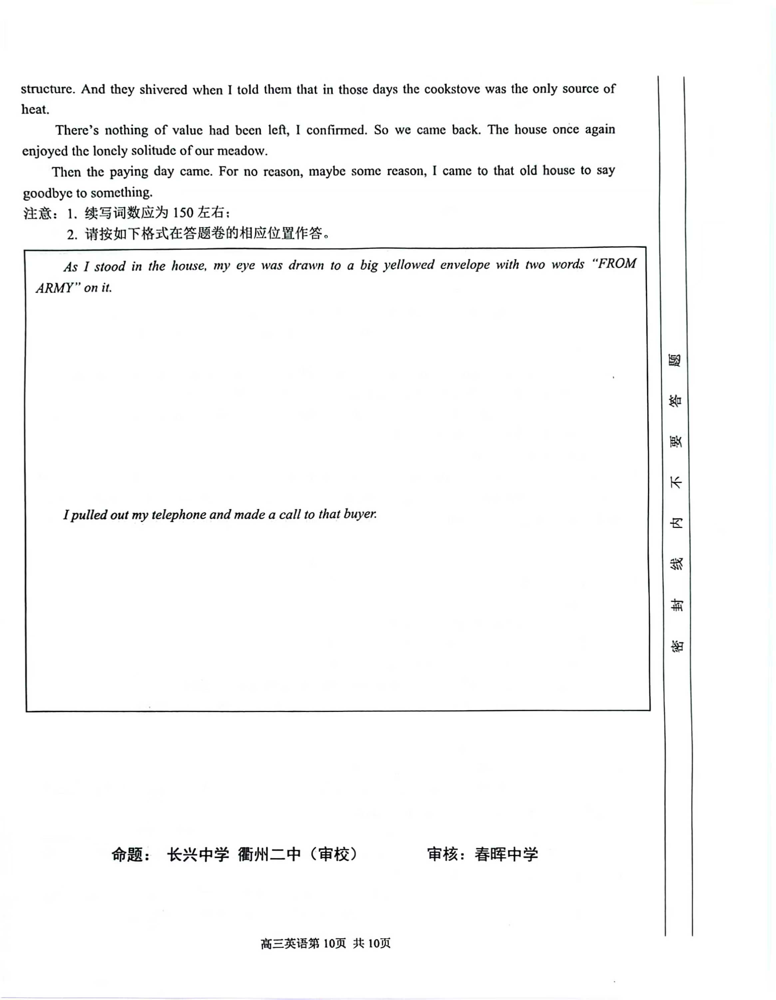 structure. And they shivered when I told them that in those days the cookstove was the only source of
heat.
There's nothing of value had been left, I confirmed. So we came back. The house once again
enjoyed the lonely solitude of our meadow.
Then the paying day came. For no reason, maybe some reason, I came to that old house to say
goodbye to something.
注意：1. 续写词数应为 150 左右；
2. 请按如下格式在答题卷的相应位置作答。
As I stood in the house, my eye was drawn to a big yellowed envelope with two words “FROM
ARMY” on it.
I pulled out my telephone and made a call to that buyer.
密封线内不要答题
命题： 长兴中学 衢州二中（审校） 审核：春晖中学
高三英语第 10页 共 10页